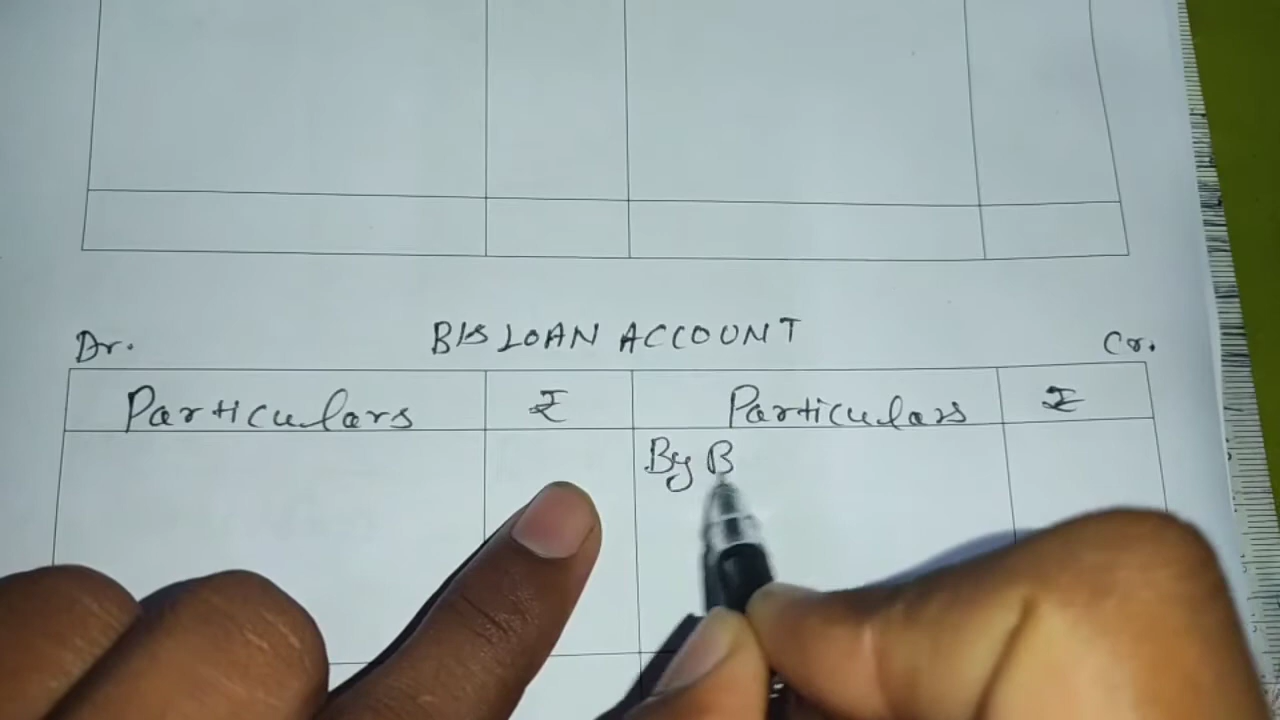 Dr. B's LOAN ACCOUNT Cr.
Particulars ₹ Particulars ₹
By B